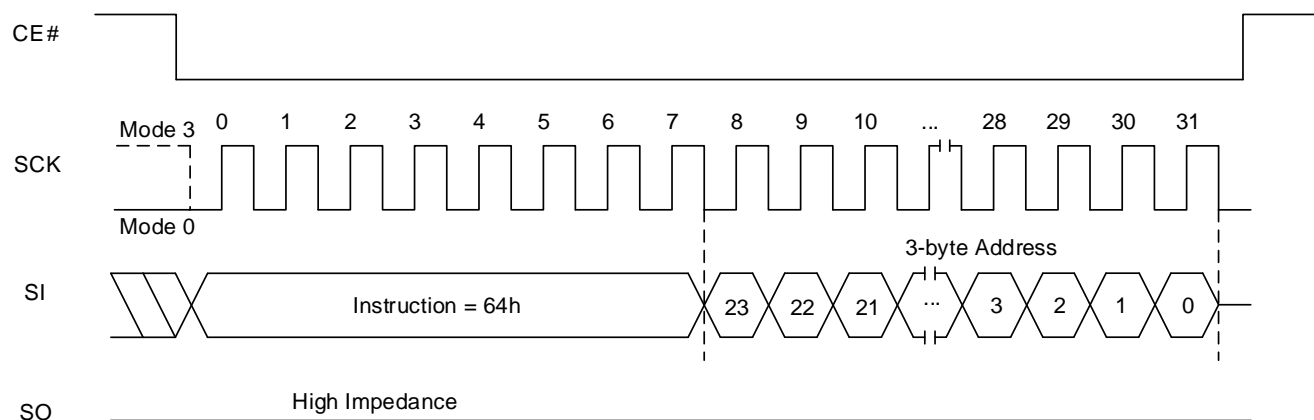 CE#
Mode 3 0 1 2 3 4 5 6 7 8 9 10 ... 28 29 30 31
SCK
Mode 0
3-byte Address
SI Instruction = 64h 23 22 21 ... 3 2 1 0
High Impedance
SO